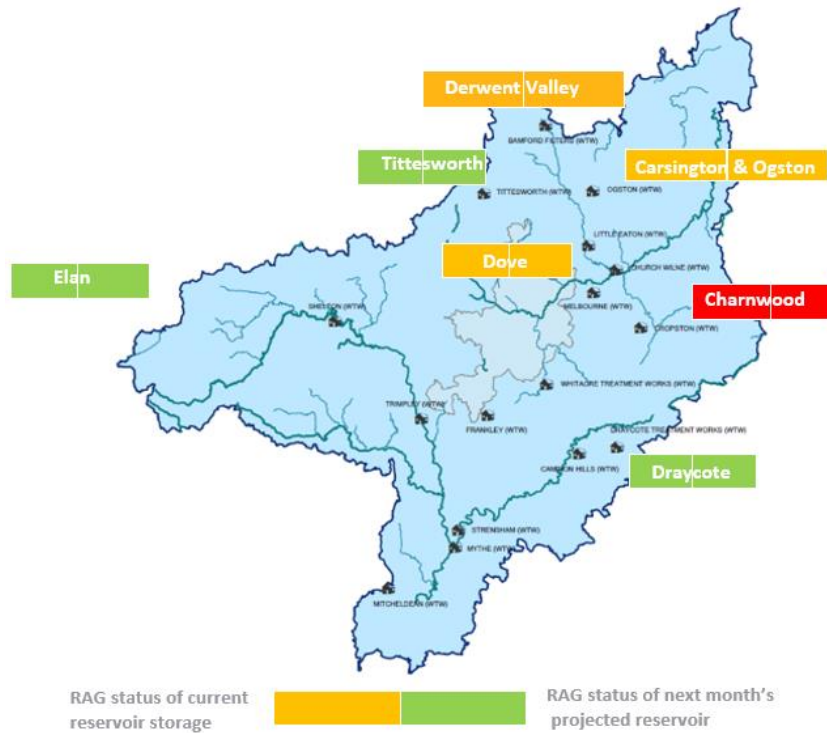 Derwent Valley
BAMFORD FILTERS (WTW)
Tittesworth
Carsington & Ogston
TITTESWORTH (WTW)
OGSTON (WTW)
LITTLE EATON (WTW)
Dove
CHURCH WILNE (WTW)
Elan
MELBOURNE (WTW)
Charnwood
SHELTON (WTW)
CROPSTON (WTW)
WHITACRE TREATMENT WORKS (WTW)
TRIMPLEY (WTW)
FRANKLEY (WTW)
DRAYCOTE TREATMENT WORKS (WTW)
CAMPION HILLS (WTW)
Draycote
STRENSHAM (WTW)
MYTHE (WTW)
MITCHELDEAN (WTW)
RAG status of current
reservoir storage
RAG status of next month's
projected reservoir